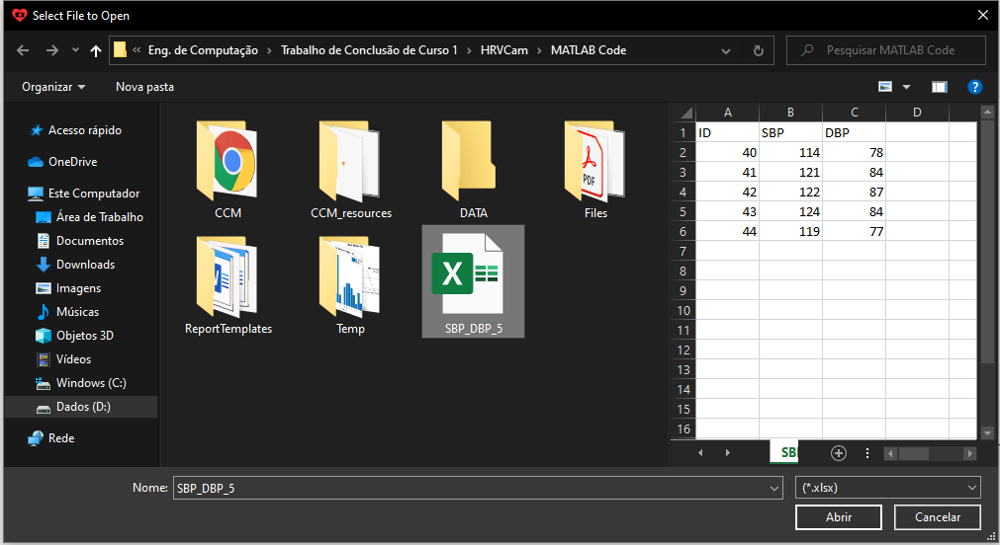 Select File to Open
« Eng. de Computação > Trabalho de Conclusão de Curso 1 > HRVCam > MATLAB Code
Pesquisar MATLAB Code
Organizar
Nova pasta
?
Acesso rápido
OneDrive
Este Computador
Área de Trabalho
Documentos
Downloads
Imagens
Músicas
Objetos 3D
Vídeos
Windows (C:)
Dados (D:)
Rede
CCM
CCM_resources
DATA
PDF
Files
W
ReportTemplates
Temp
X
SBP_DBP_5
A B C D
1 ID SBP DBP
2 40 114 78
3 41 121 84
4 42 122 87
5 43 124 84
6 44 119 77
7
8
9
10
11
12
13
14
15
16
SB
Nome: SBP_DBP_5
(*.xlsx)
Abrir
Cancelar